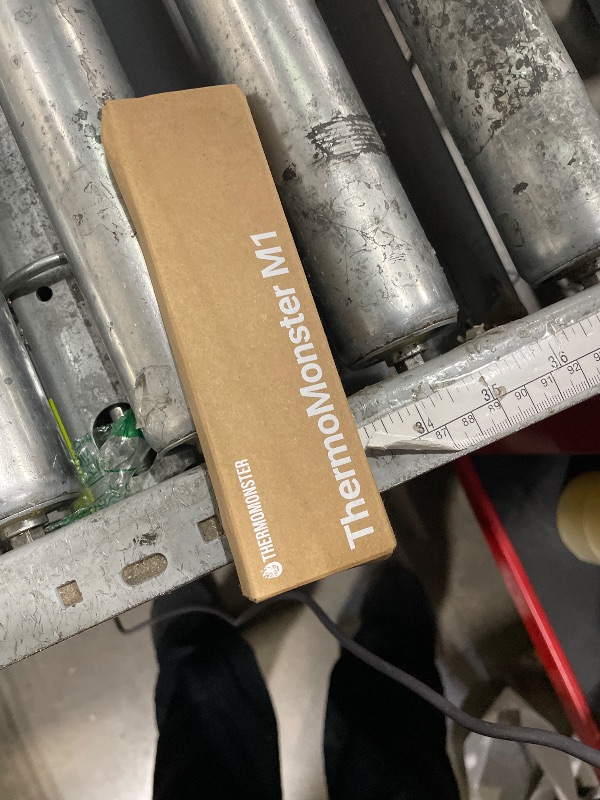 ThermoMonster M1
THERMOMONSTER
34 35 36
87 88 89 90 91 92